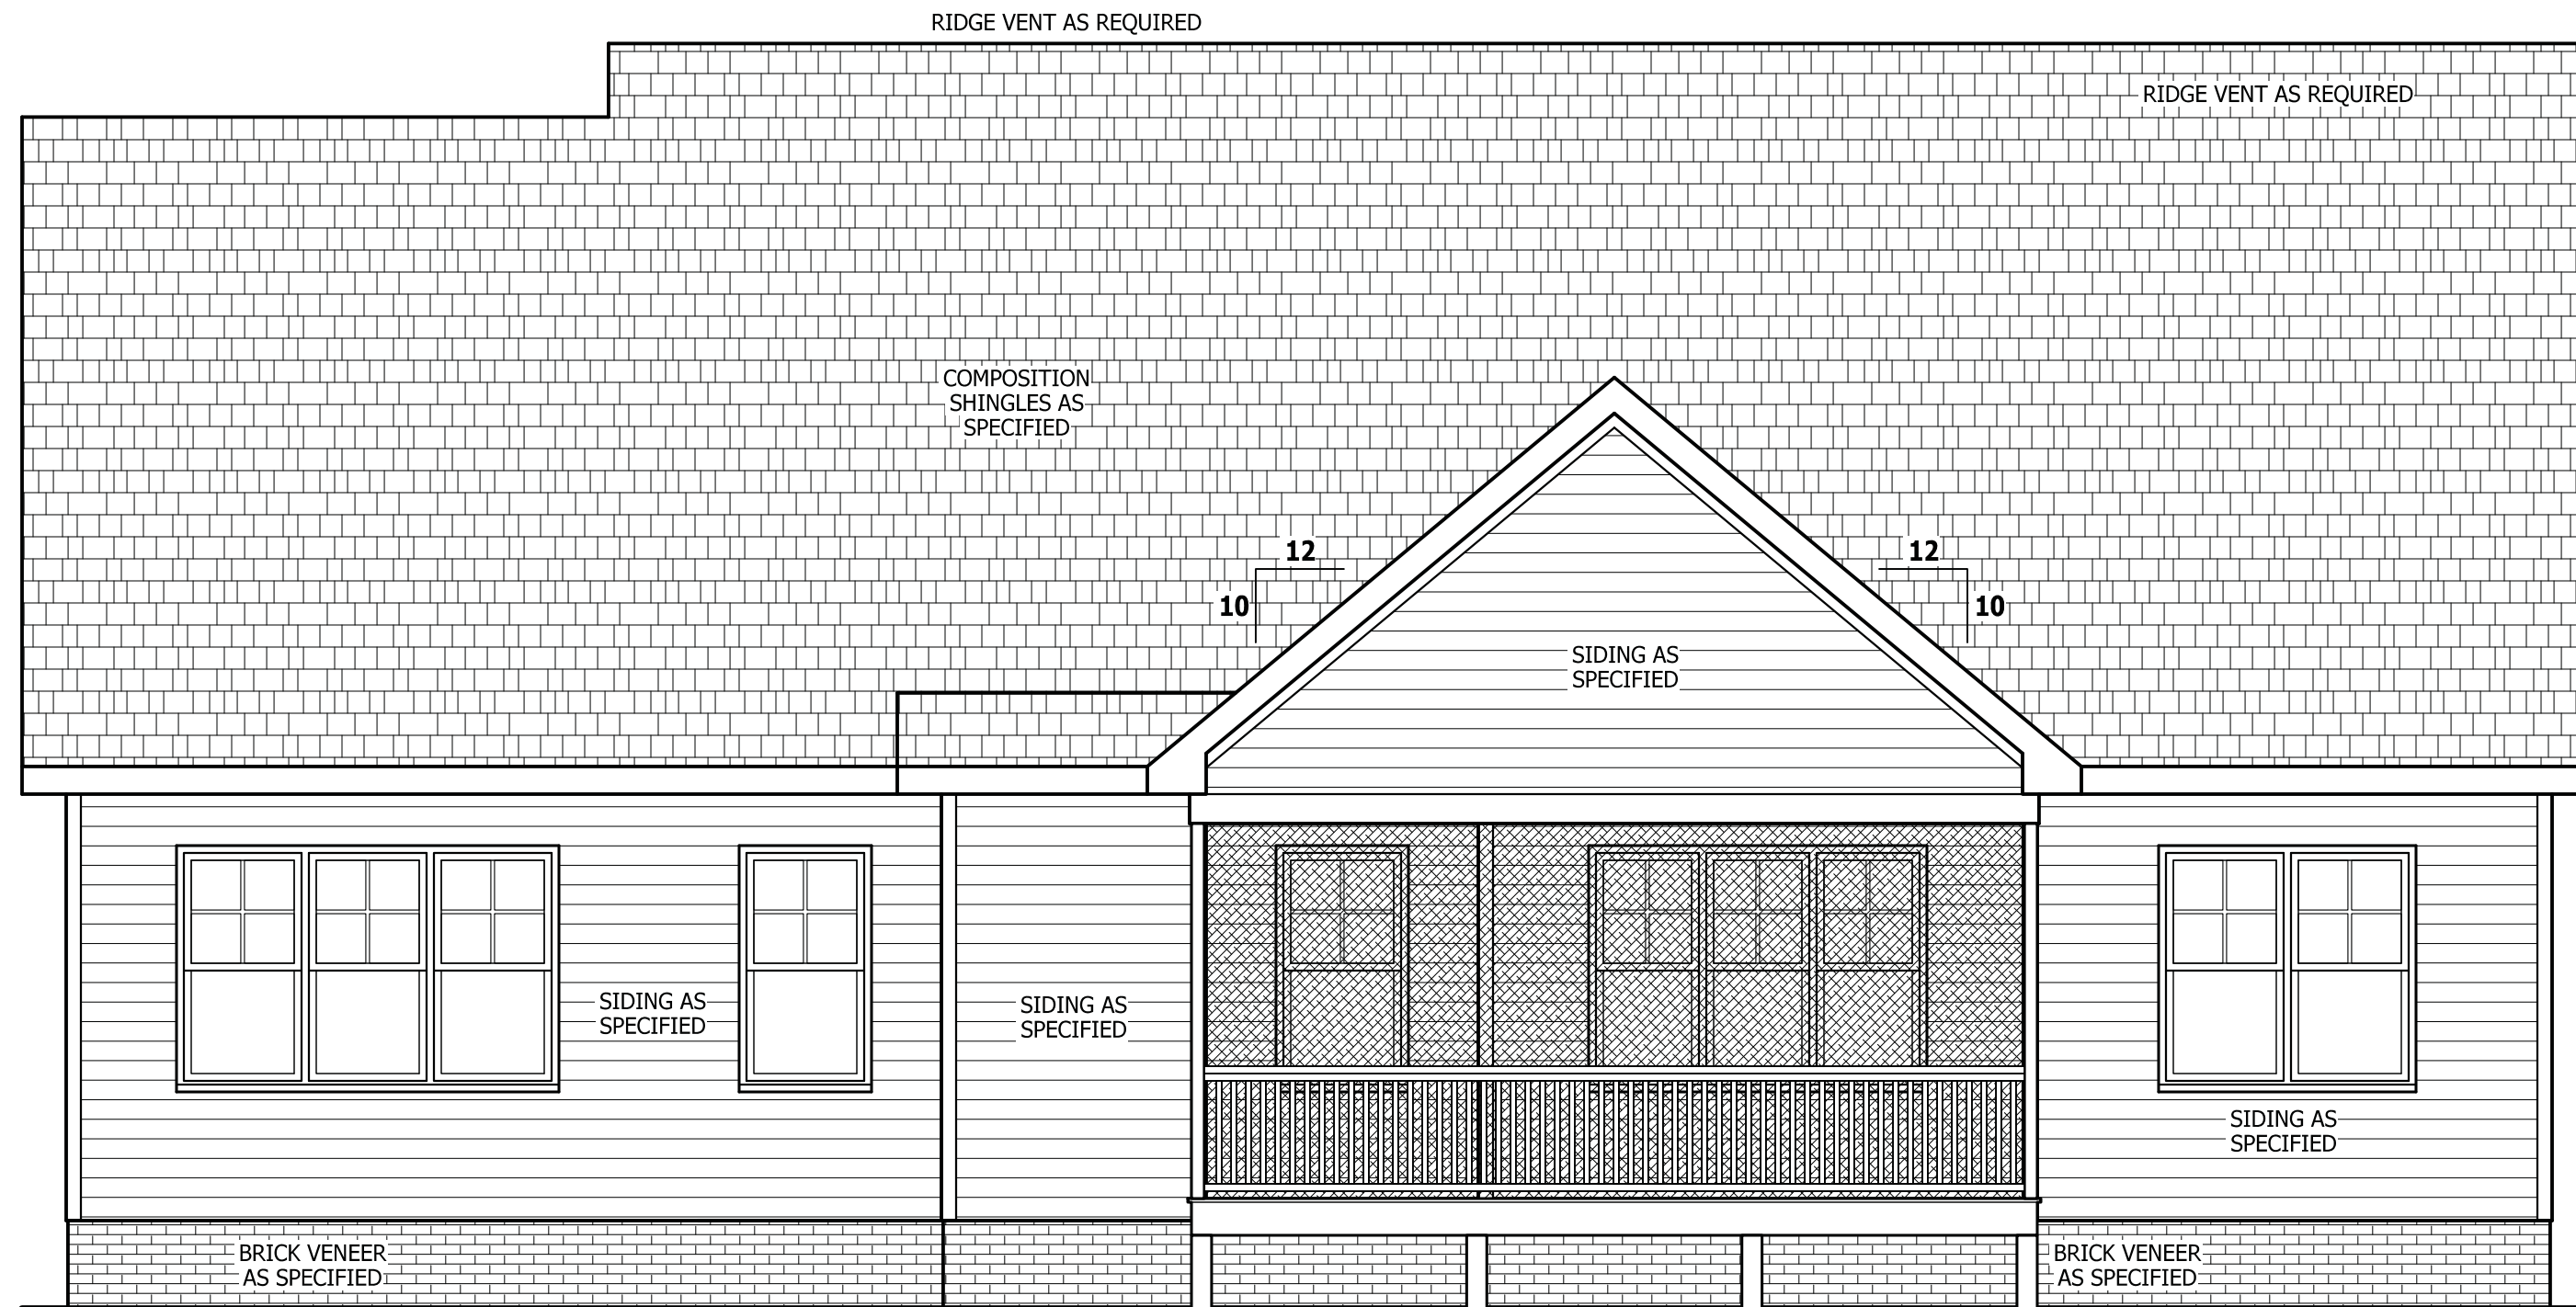 RIDGE VENT AS REQUIRED
RIDGE VENT AS REQUIRED
COMPOSITION
SHINGLES AS
SPECIFIED
12
10
12
10
SIDING AS
SPECIFIED
SIDING AS
SPECIFIED
SIDING AS
SPECIFIED
SIDING AS
SPECIFIED
BRICK VENEER
AS SPECIFIED
BRICK VENEER
AS SPECIFIED